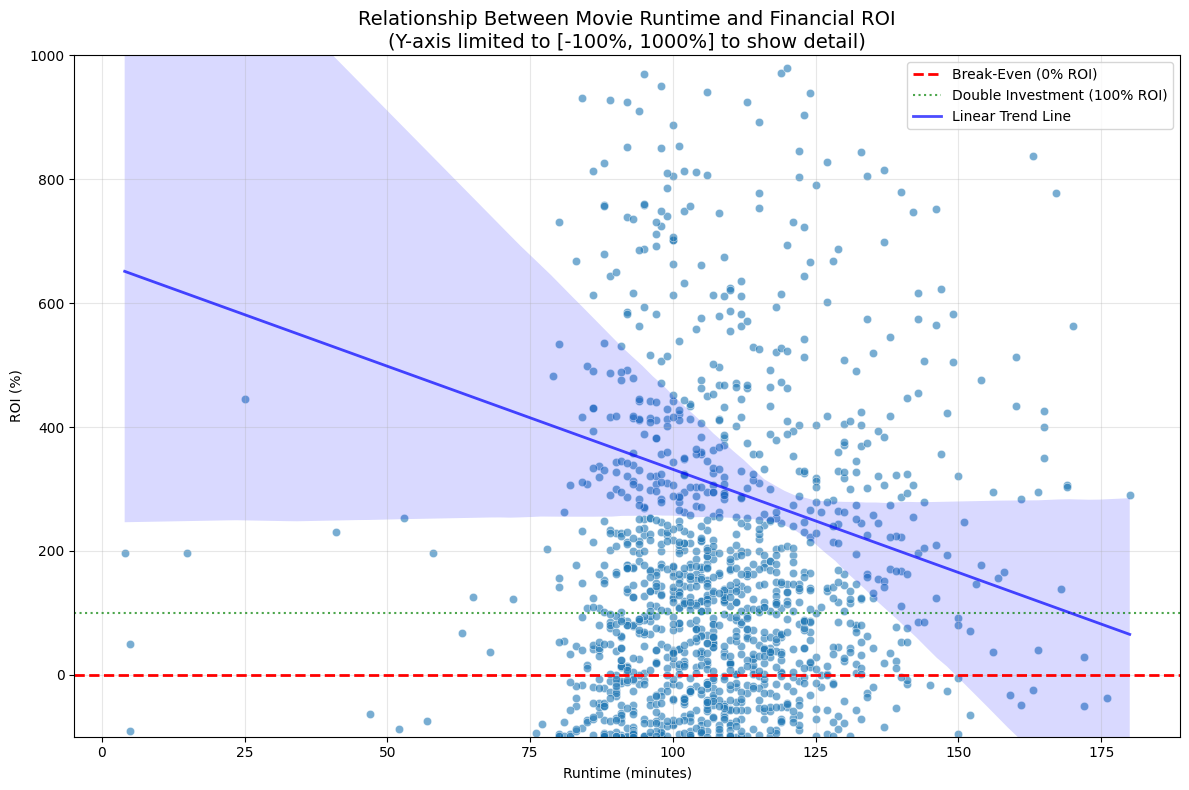 Relationship Between Movie Runtime and Financial ROI
(Y-axis limited to [-100%, 1000%] to show detail)
Break-Even (0% ROI)
Double Investment (100% ROI)
Linear Trend Line
ROI (%)
1000
800
600
400
200
0
0
25
50
75
100
125
150
175
Runtime (minutes)